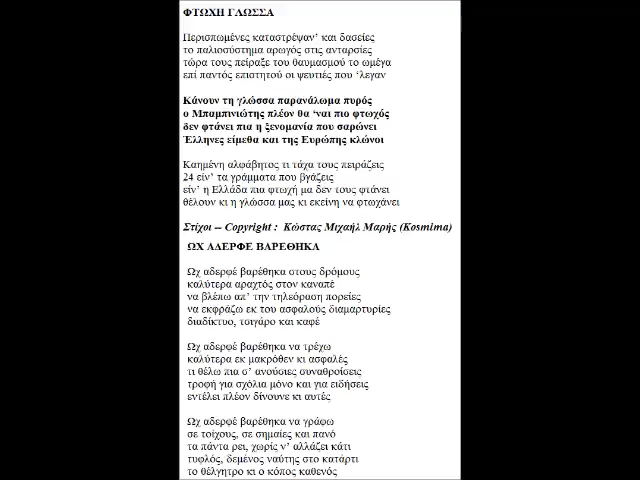 ΦΤΩΧΗ ΓΛΩΣΣΑ
Περισπωμένες καταστρέψαν’ και δασείες
το παλιοσύστημα αρωγός στις ανταρσίες
τώρα τους πείραξε του θαυμασμού το ωμέγα
επί παντός επιστητού οι ψευτιές που ‘λεγαν
Κάνουν τη γλώσσα παρανάλωμα πυρός
ο Μπαμπινιώτης πλέον θα ‘ναι πιο φτωχός
δεν φτάνει πια η ξενομανία που σαρώνει
Έλληνες είμεθα και της Ευρώπης κλώνοι
Καημένη αλφάβητος τι τάχα τους πειράζεις
24 είν’ τα γράμματα που βγάζεις
είν’ η Ελλάδα πια φτωχή μα δεν τους φτάνει
θέλουν κι η γλώσσα μας κι εκείνη να φτωχάνει
Στίχοι -- Copyright : Κώστας Μιχαήλ Μαρής (Kosmima)
ΩΧ ΑΔΕΡΦΕ ΒΑΡΕΘΗΚΑ
Ωχ αδερφέ βαρέθηκα στους δρόμους
καλύτερα αραχτός στον καναπέ
να βλέπω απ’ την τηλεόραση πορείες
να εκφράζω εκ του ασφαλούς διαμαρτυρίες
διαδίκτυο, τσιγάρο και καφέ
Ωχ αδερφέ βαρέθηκα να τρέχω
καλύτερα εκ μακρόθεν κι ασφαλές
τι θέλω πια σ’ ανούσιες συναθροίσεις
τροφή για σχόλια μόνο και για ειδήσεις
εντέλει πλέον δίνουνε κι αυτές
Ωχ αδερφέ βαρέθηκα να γράφω
σε τοίχους, σε σημαίες και πανό
τα πάντα ρει, χωρίς ν’ αλλάζει κάτι
τυφλός, δεμένος ναύτης στο κατάρτι
το θέλγητρο κι ο κόπος καθενός